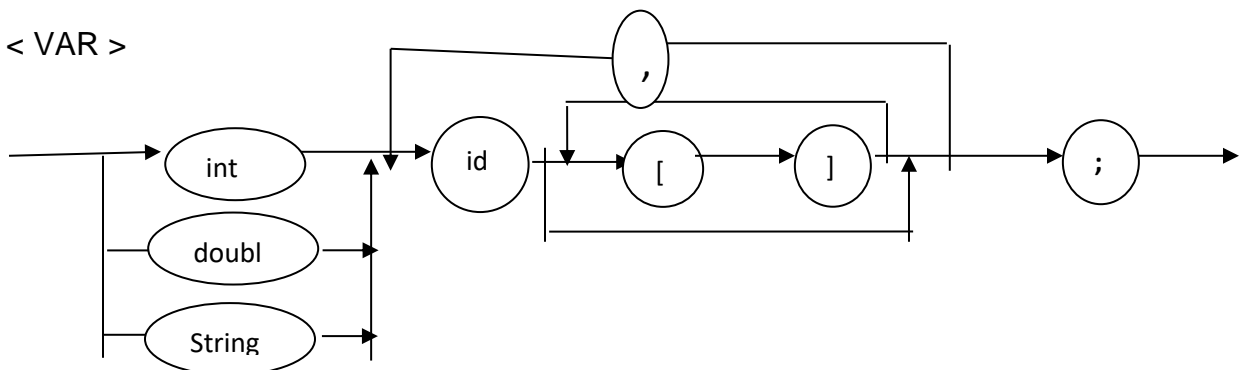 < VAR >
,
int
id
[
]
;
doubl
String